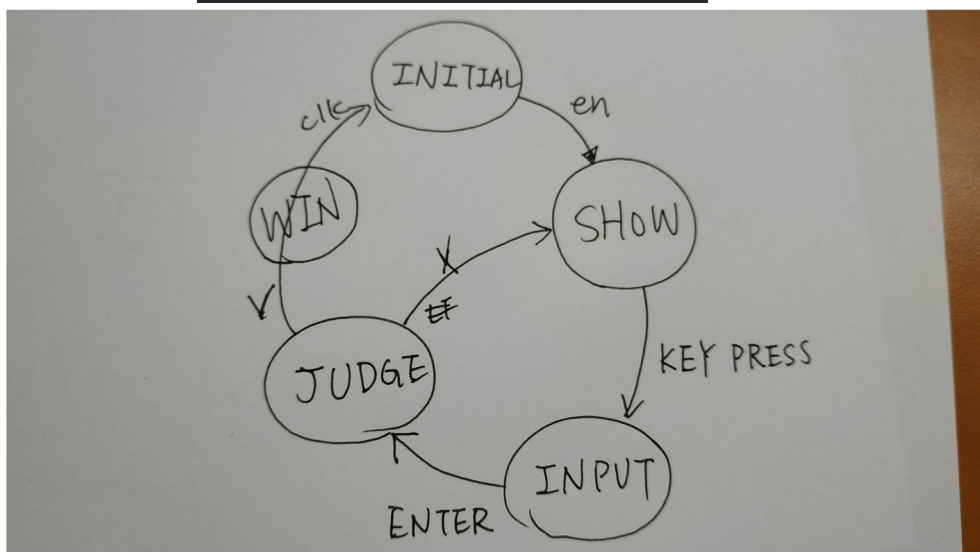 INITIAL
clk
en
WIN
SHOW
X
V
JUDGE
KEY PRESS
INPUT
ENTER